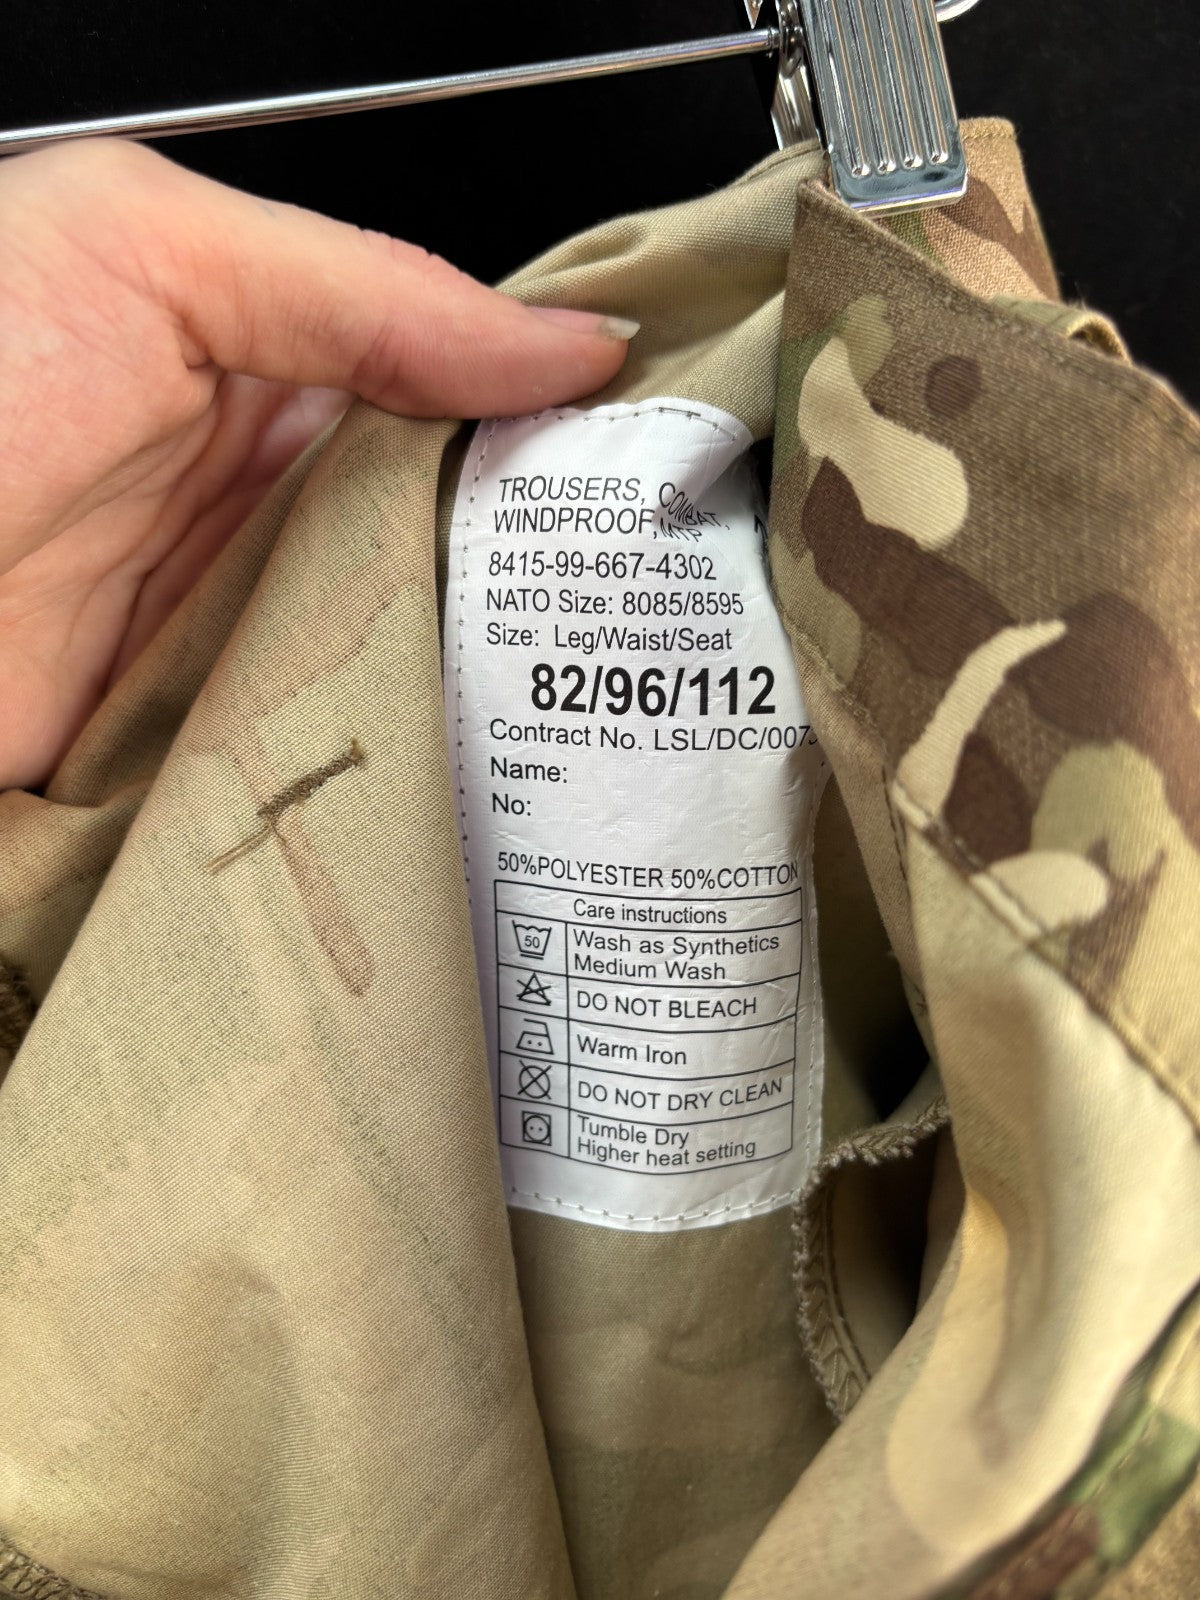 TROUSERS, COMBAT,
WINDPROOF, MTP
8415-99-667-4302
NATO Size: 8085/8595
Size: Leg/Waist/Seat
82/96/112
Contract No. LSL/DC/007
Name:
No:
50%POLYESTER 50%COTTON
Care instructions
50
Wash as Synthetics
Medium Wash
DO NOT BLEACH
Warm Iron
DO NOT DRY CLEAN
Tumble Dry
Higher heat setting